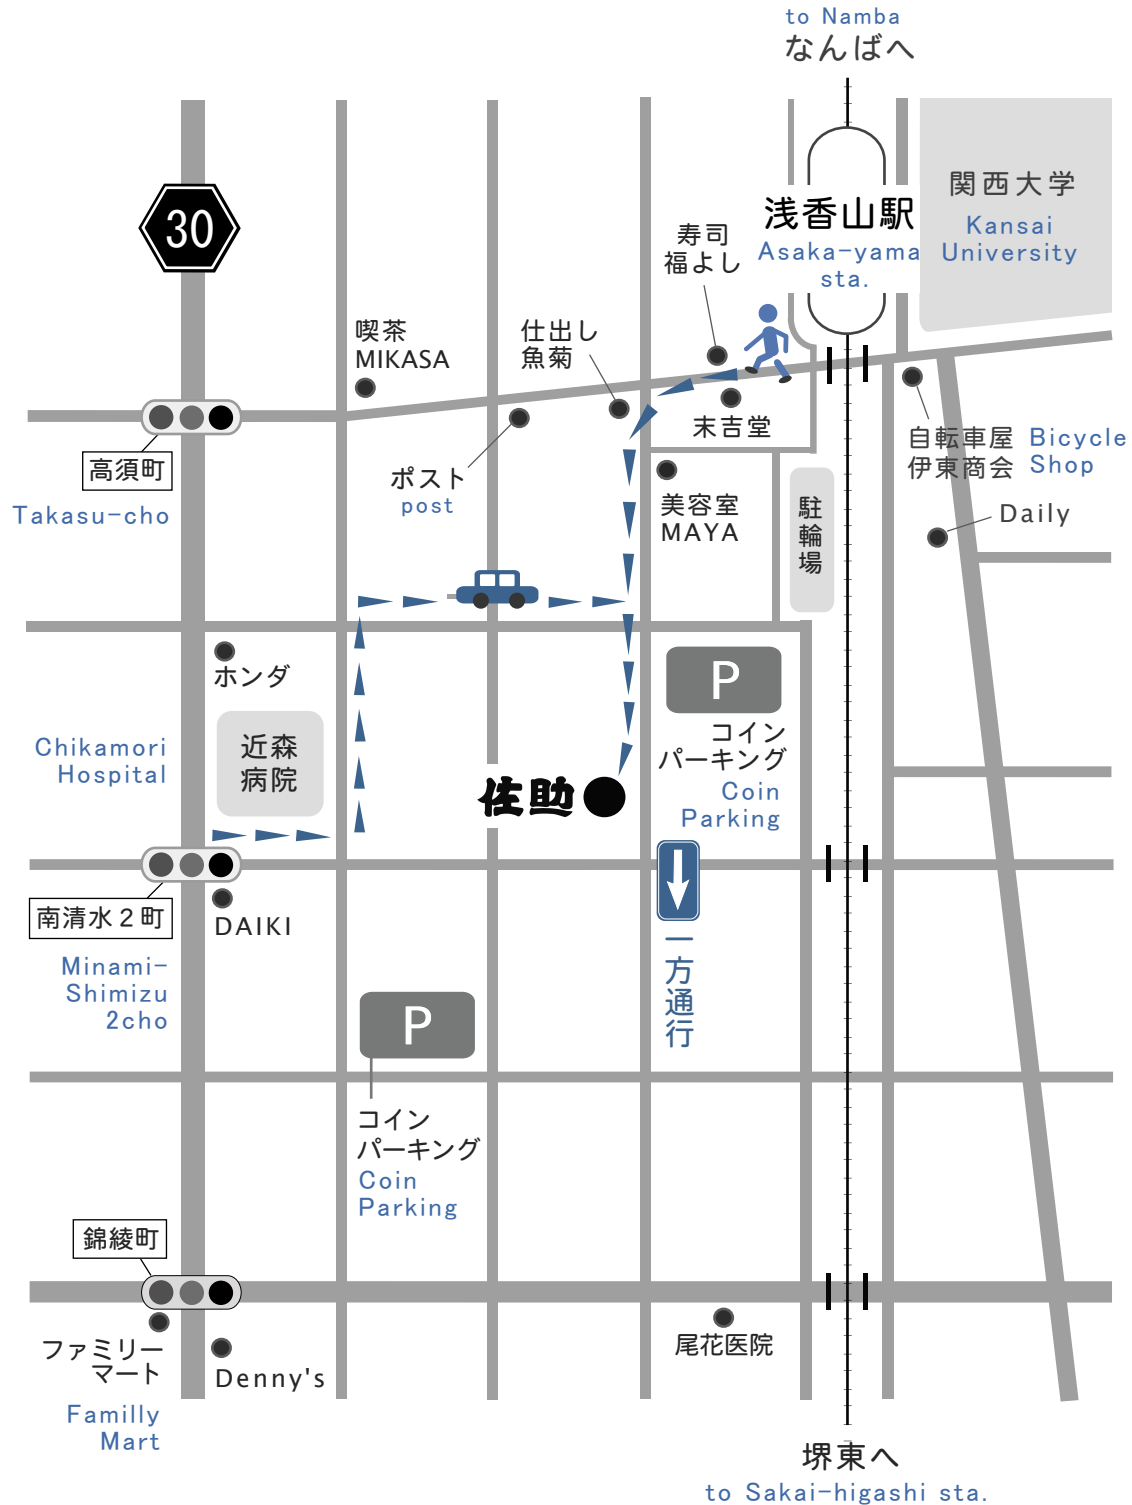 to Namba
なんばへ
30
関西大学
Kansai
University
浅香山駅
Asaka-yama
sta.
寿司
福よし
喫茶
MIKASA
仕出し
魚菊
末吉堂
高須町
Takasu-cho
ポスト
post
美容室
MAYA
駐輪場
自転車屋
伊東商会
Bicycle
Shop
Daily
ホンダ
Chikamori
Hospital
近森
病院
P
コイン
パーキング
Coin
Parking
佐助
南清水２町
Minami-
Shimizu
2cho
DAIKI
一方通行
P
コイン
パーキング
Coin
Parking
錦綾町
ファミリー
マート
Familly
Mart
Denny's
尾花医院
堺東へ
to Sakai-higashi sta.